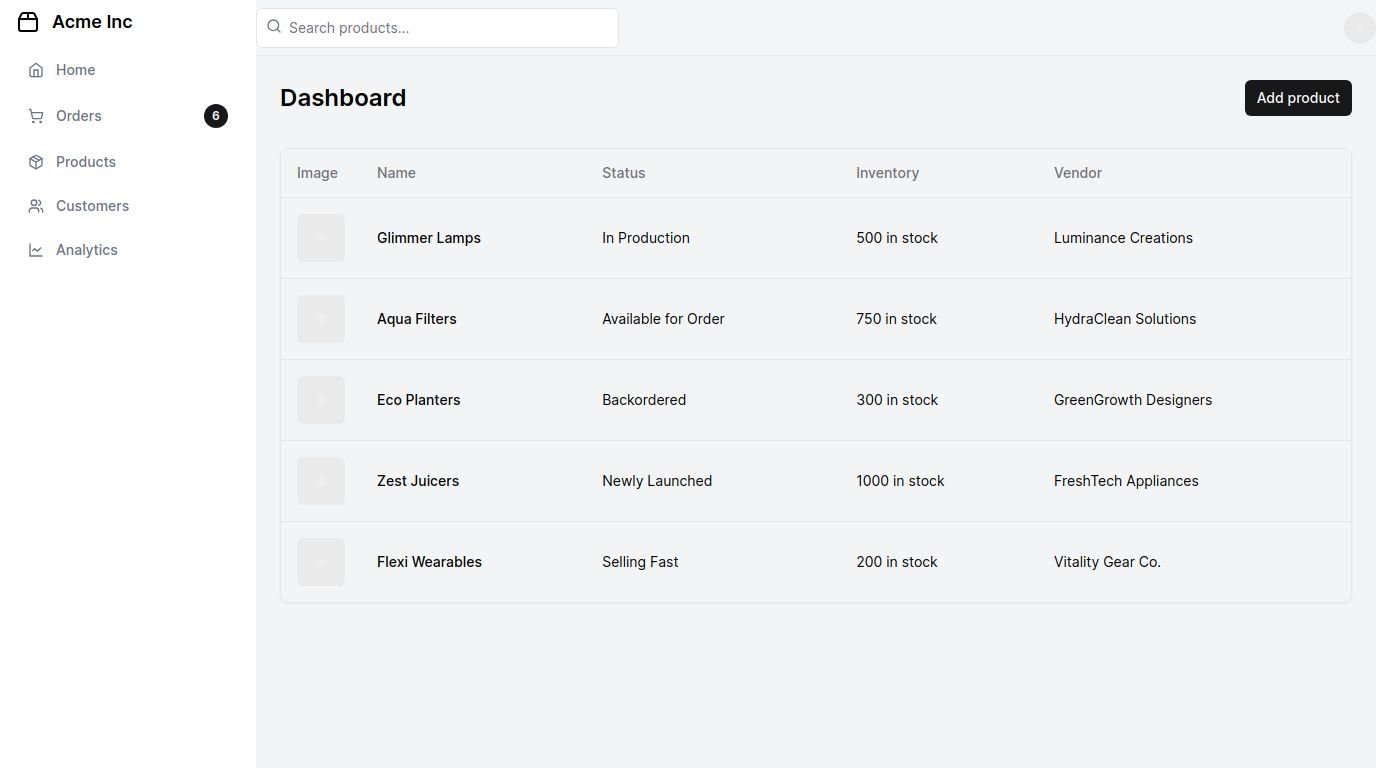 Acme Inc
Home
Orders 6
Products
Customers
Analytics
Search products...
Dashboard
Add product
Image Name Status Inventory Vendor
Glimmer Lamps In Production 500 in stock Luminance Creations
Aqua Filters Available for Order 750 in stock HydraClean Solutions
Eco Planters Backordered 300 in stock GreenGrowth Designers
Zest Juicers Newly Launched 1000 in stock FreshTech Appliances
Flexi Wearables Selling Fast 200 in stock Vitality Gear Co.